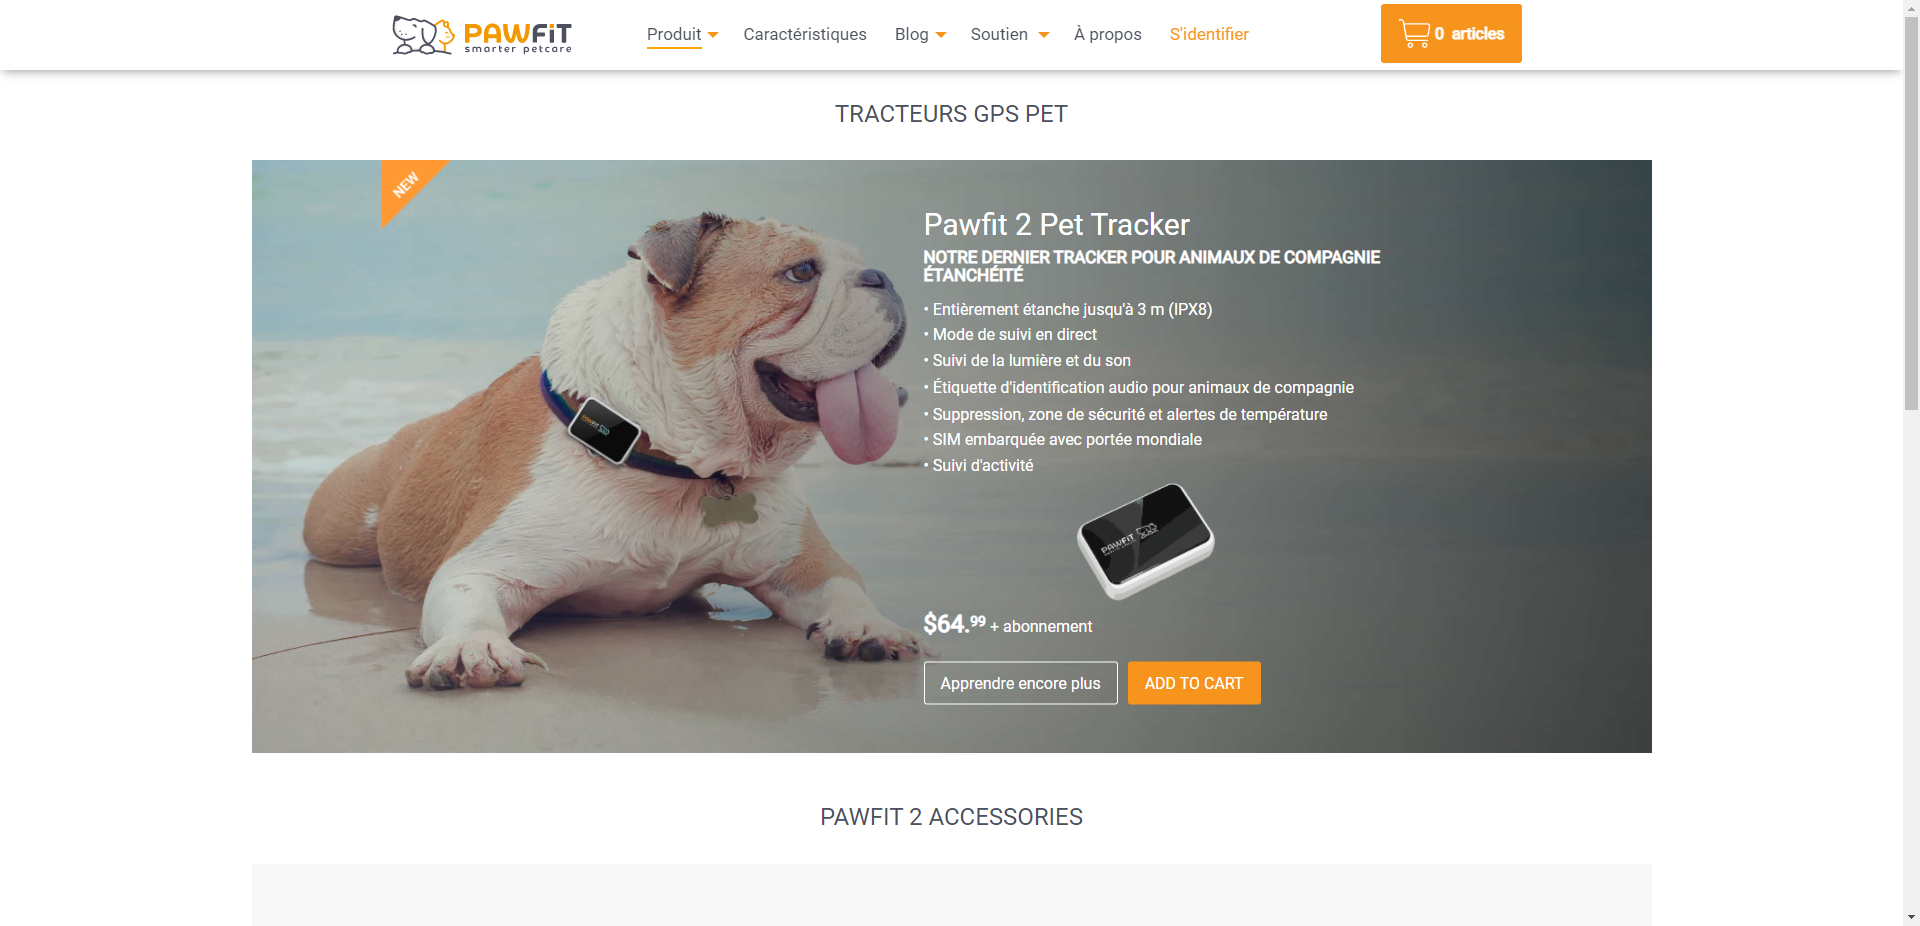 PAWFiT
smarter petcare
Produit
Caractéristiques
Blog
Soutien
À propos
S'identifier
0 articles
TRACTEURS GPS PET
NEW
Pawfit 2 Pet Tracker
NOTRE DERNIER TRACKER POUR ANIMAUX DE COMPAGNIE
ÉTANCHÉITÉ
• Entièrement étanche jusqu'à 3 m (IPX8)
• Mode de suivi en direct
• Suivi de la lumière et du son
• Étiquette d'identification audio pour animaux de compagnie
• Suppression, zone de sécurité et alertes de température
• SIM embarquée avec portée mondiale
• Suivi d'activité
PAWFiT
PAWFiT
$64.99 + abonnement
Apprendre encore plus
ADD TO CART
PAWFIT 2 ACCESSORIES